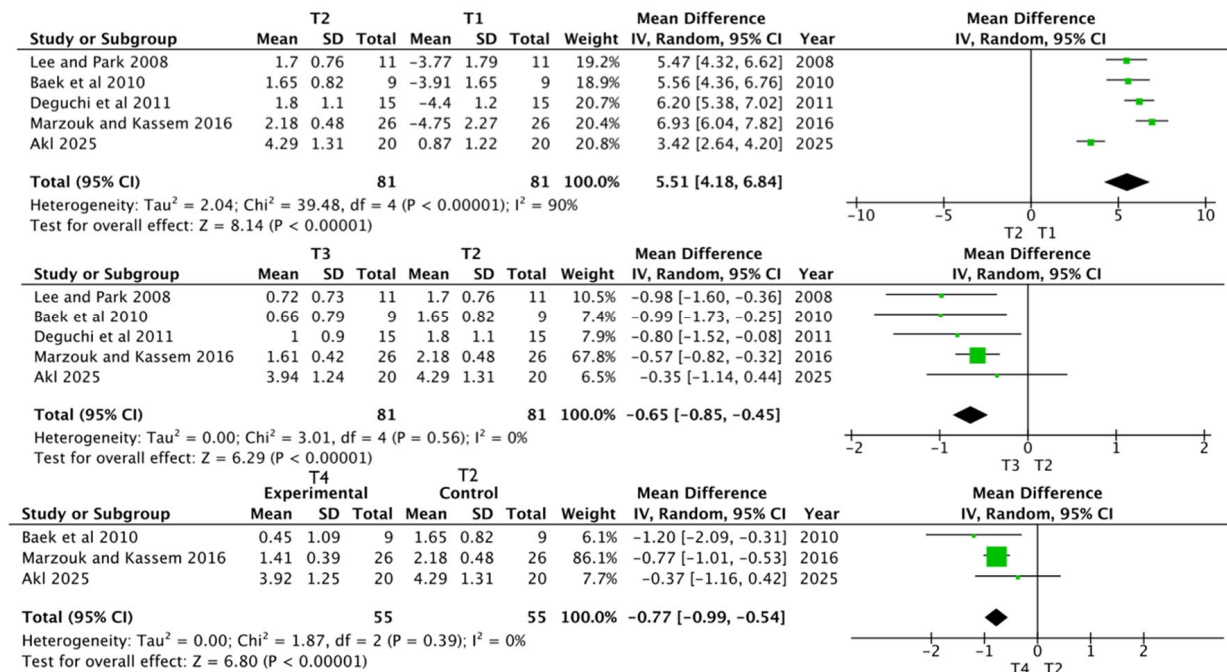 T2 T1 Mean Difference Mean Difference
Study or Subgroup Mean SD Total Mean SD Total Weight IV, Random, 95% CI Year IV, Random, 95% CI
Lee and Park 2008 1.7 0.76 11 -3.77 1.79 11 19.2% 5.47 [4.32, 6.62] 2008
Baek et al 2010 1.65 0.82 9 -3.91 1.65 9 18.9% 5.56 [4.36, 6.76] 2010
Deguchi et al 2011 1.8 1.1 15 -4.4 1.2 15 20.7% 6.20 [5.38, 7.02] 2011
Marzouk and Kassem 2016 2.18 0.48 26 -4.75 2.27 26 20.4% 6.93 [6.04, 7.82] 2016
Akl 2025 4.29 1.31 20 0.87 1.22 20 20.8% 3.42 [2.64, 4.20] 2025
Total (95% CI) 81 81 100.0% 5.51 [4.18, 6.84]
Heterogeneity: Tau² = 2.04; Chi² = 39.48, df = 4 (P < 0.00001); I² = 90%
Test for overall effect: Z = 8.14 (P < 0.00001)
-10 -5 0 5 10
T2 T1
T3 T2 Mean Difference Mean Difference
Study or Subgroup Mean SD Total Mean SD Total Weight IV, Random, 95% CI Year IV, Random, 95% CI
Lee and Park 2008 0.72 0.73 11 1.7 0.76 11 10.5% -0.98 [-1.60, -0.36] 2008
Baek et al 2010 0.66 0.79 9 1.65 0.82 9 7.4% -0.99 [-1.73, -0.25] 2010
Deguchi et al 2011 1 0.9 15 1.8 1.1 15 7.9% -0.80 [-1.52, -0.08] 2011
Marzouk and Kassem 2016 1.61 0.42 26 2.18 0.48 26 67.8% -0.57 [-0.82, -0.32] 2016
Akl 2025 3.94 1.24 20 4.29 1.31 20 6.5% -0.35 [-1.14, 0.44] 2025
Total (95% CI) 81 81 100.0% -0.65 [-0.85, -0.45]
Heterogeneity: Tau² = 0.00; Chi² = 3.01, df = 4 (P = 0.56); I² = 0%
Test for overall effect: Z = 6.29 (P < 0.00001)
-2 -1 0 1 2
T3 T2
T4 T2
Experimental Control Mean Difference Mean Difference
Study or Subgroup Mean SD Total Mean SD Total Weight IV, Random, 95% CI Year IV, Random, 95% CI
Baek et al 2010 0.45 1.09 9 1.65 0.82 9 6.1% -1.20 [-2.09, -0.31] 2010
Marzouk and Kassem 2016 1.41 0.39 26 2.18 0.48 26 86.1% -0.77 [-1.01, -0.53] 2016
Akl 2025 3.92 1.25 20 4.29 1.31 20 7.7% -0.37 [-1.16, 0.42] 2025
Total (95% CI) 55 55 100.0% -0.77 [-0.99, -0.54]
Heterogeneity: Tau² = 0.00; Chi² = 1.87, df = 2 (P = 0.39); I² = 0%
Test for overall effect: Z = 6.80 (P < 0.00001)
-2 -1 0 1 2
T4 T2